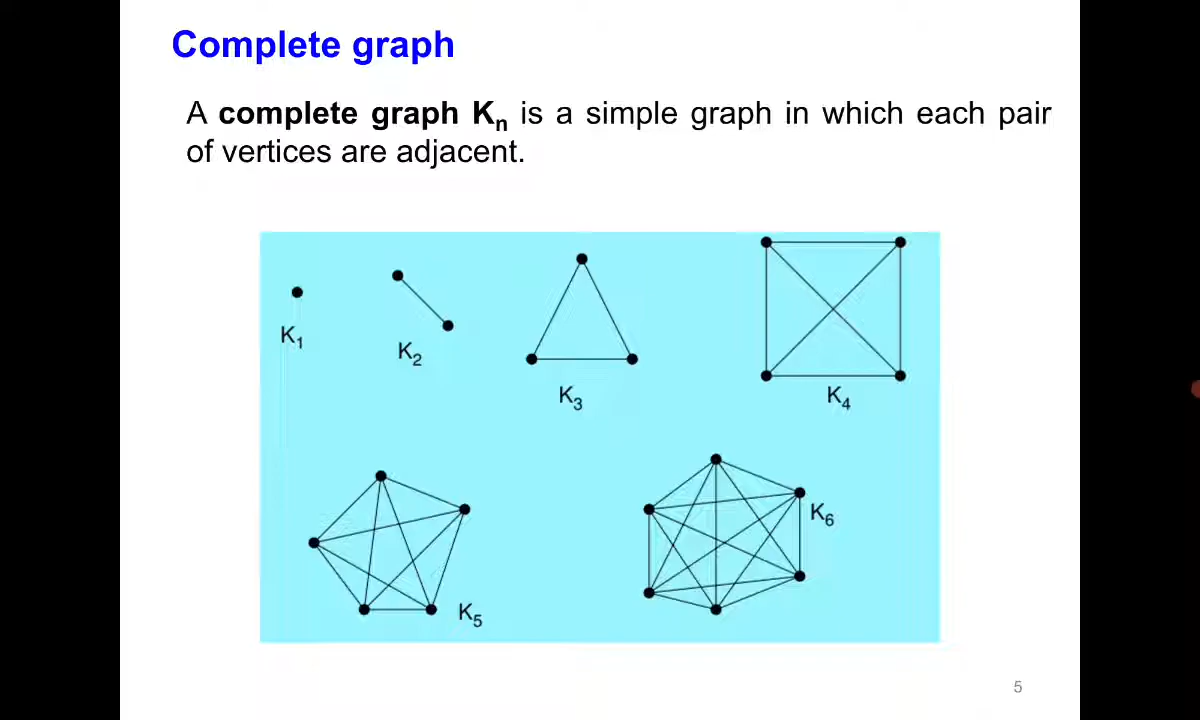 Complete graph
A complete graph Kn is a simple graph in which each pair
of vertices are adjacent.
K1
K2
K3
K4
K5
K6
5